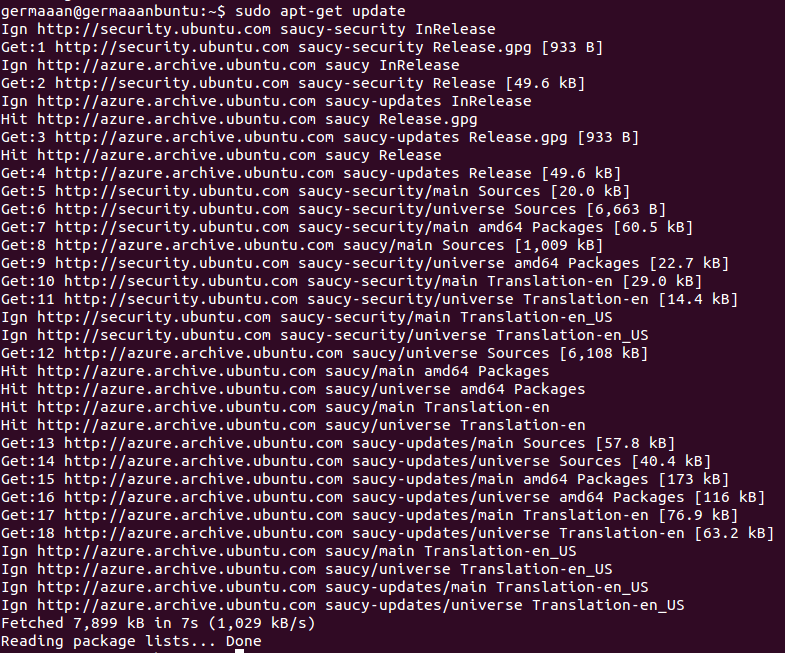 germaaan@germaaanbuntu:~$ sudo apt-get update
Ign http://security.ubuntu.com saucy-security InRelease
Get:1 http://security.ubuntu.com saucy-security Release.gpg [933 B]
Ign http://azure.archive.ubuntu.com saucy InRelease
Get:2 http://security.ubuntu.com saucy-security Release [49.6 kB]
Ign http://azure.archive.ubuntu.com saucy-updates InRelease
Hit http://azure.archive.ubuntu.com saucy Release.gpg
Get:3 http://azure.archive.ubuntu.com saucy-updates Release.gpg [933 B]
Hit http://azure.archive.ubuntu.com saucy Release
Get:4 http://azure.archive.ubuntu.com saucy-updates Release [49.6 kB]
Get:5 http://security.ubuntu.com saucy-security/main Sources [20.0 kB]
Get:6 http://security.ubuntu.com saucy-security/universe Sources [6,663 B]
Get:7 http://security.ubuntu.com saucy-security/main amd64 Packages [60.5 kB]
Get:8 http://azure.archive.ubuntu.com saucy/main Sources [1,009 kB]
Get:9 http://security.ubuntu.com saucy-security/universe amd64 Packages [22.7 kB]
Get:10 http://security.ubuntu.com saucy-security/main Translation-en [29.0 kB]
Get:11 http://security.ubuntu.com saucy-security/universe Translation-en [14.4 kB]
Ign http://security.ubuntu.com saucy-security/main Translation-en_US
Ign http://security.ubuntu.com saucy-security/universe Translation-en_US
Get:12 http://azure.archive.ubuntu.com saucy/universe Sources [6,108 kB]
Hit http://azure.archive.ubuntu.com saucy/main amd64 Packages
Hit http://azure.archive.ubuntu.com saucy/universe amd64 Packages
Hit http://azure.archive.ubuntu.com saucy/main Translation-en
Hit http://azure.archive.ubuntu.com saucy/universe Translation-en
Get:13 http://azure.archive.ubuntu.com saucy-updates/main Sources [57.8 kB]
Get:14 http://azure.archive.ubuntu.com saucy-updates/universe Sources [40.4 kB]
Get:15 http://azure.archive.ubuntu.com saucy-updates/main amd64 Packages [173 kB]
Get:16 http://azure.archive.ubuntu.com saucy-updates/universe amd64 Packages [116 kB]
Get:17 http://azure.archive.ubuntu.com saucy-updates/main Translation-en [76.9 kB]
Get:18 http://azure.archive.ubuntu.com saucy-updates/universe Translation-en [63.2 kB]
Ign http://azure.archive.ubuntu.com saucy/main Translation-en_US
Ign http://azure.archive.ubuntu.com saucy/universe Translation-en_US
Ign http://azure.archive.ubuntu.com saucy-updates/main Translation-en_US
Ign http://azure.archive.ubuntu.com saucy-updates/universe Translation-en_US
Fetched 7,899 kB in 7s (1,029 kB/s)
Reading package lists... Done